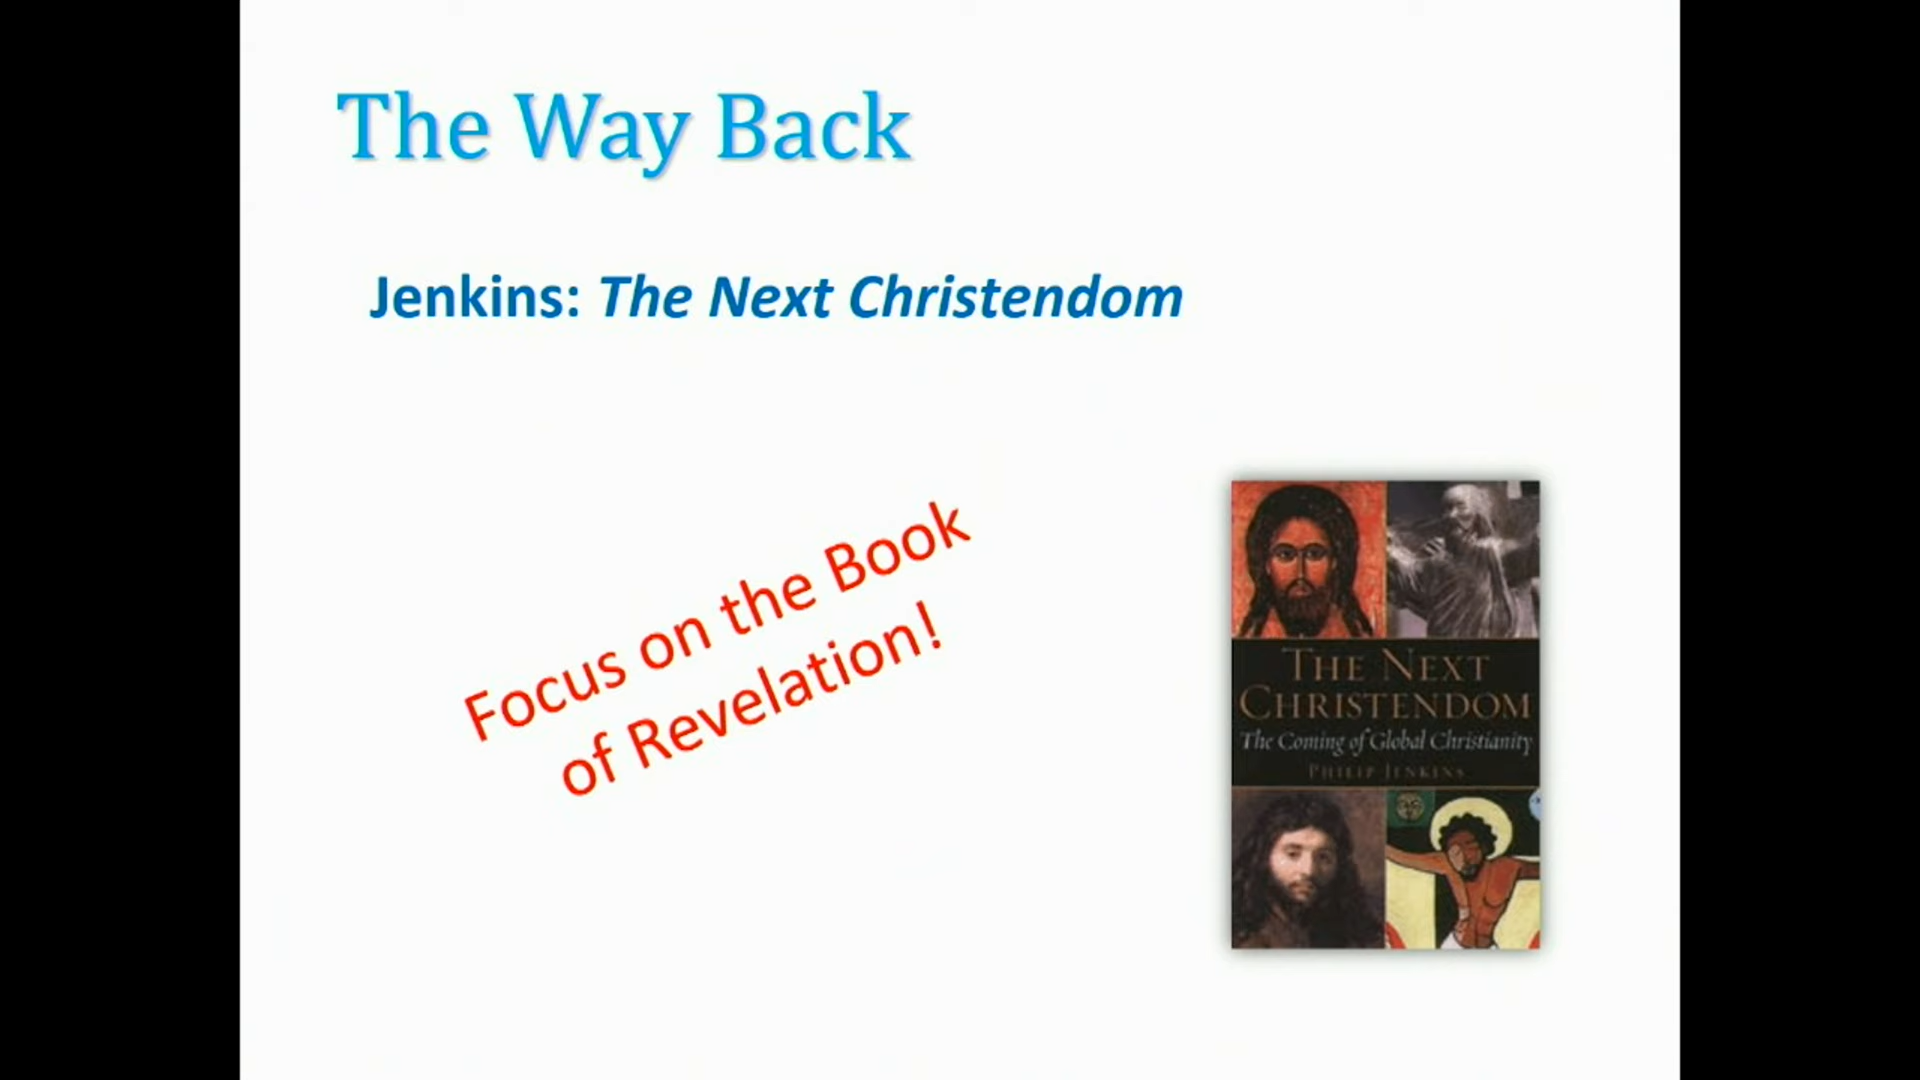 The Way Back
Jenkins: The Next Christendom
Focus on the Book
of Revelation!
THE NEXT
CHRISTENDOM
The Coming of Global Christianity
PHILIP JENKINS